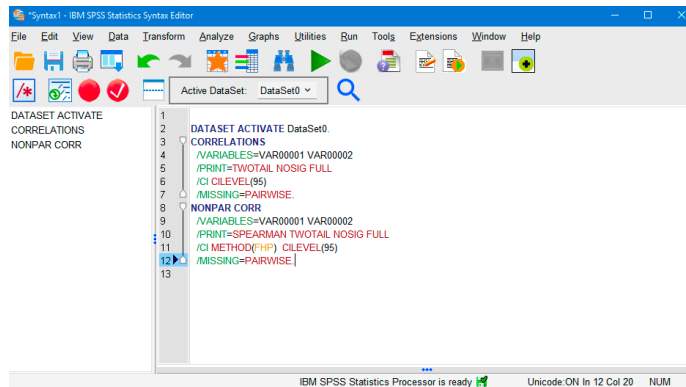 *Syntax1 - IBM SPSS Statistics Syntax Editor
File Edit View Data Transform Analyze Graphs Utilities Run Tools Extensions Window Help
Active DataSet: DataSet0
DATASET ACTIVATE
CORRELATIONS
NONPAR CORR
1
2 DATASET ACTIVATE DataSet0.
3 CORRELATIONS
4 /VARIABLES=VAR00001 VAR00002
5 /PRINT=TWOTAIL NOSIG FULL
6 /CI CILEVEL(95)
7 /MISSING=PAIRWISE.
8 NONPAR CORR
9 /VARIABLES=VAR00001 VAR00002
10 /PRINT=SPEARMAN TWOTAIL NOSIG FULL
11 /CI METHOD(FHP) CILEVEL(95)
12 /MISSING=PAIRWISE.
13
IBM SPSS Statistics Processor is ready Unicode:ON In 12 Col 20 NUM